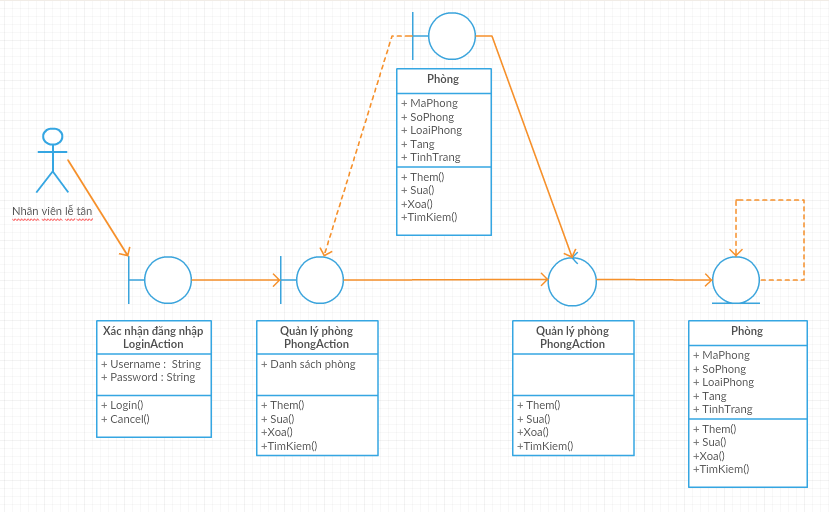 Phòng
+ MaPhong
+ SoPhong
+ LoaiPhong
+ Tang
+ TinhTrang
+ Them()
+ Sua()
+Xoa()
+TimKiem()
Nhân viên lễ tân
Xác nhận đăng nhập
LoginAction
+ Username : String
+ Password : String
+ Login()
+ Cancel()
Quản lý phòng
PhongAction
+ Danh sách phòng
+ Them()
+ Sua()
+Xoa()
+TimKiem()
Quản lý phòng
PhongAction
+ Them()
+ Sua()
+Xoa()
+TimKiem()
Phòng
+ MaPhong
+ SoPhong
+ LoaiPhong
+ Tang
+ TinhTrang
+ Them()
+ Sua()
+Xoa()
+TimKiem()